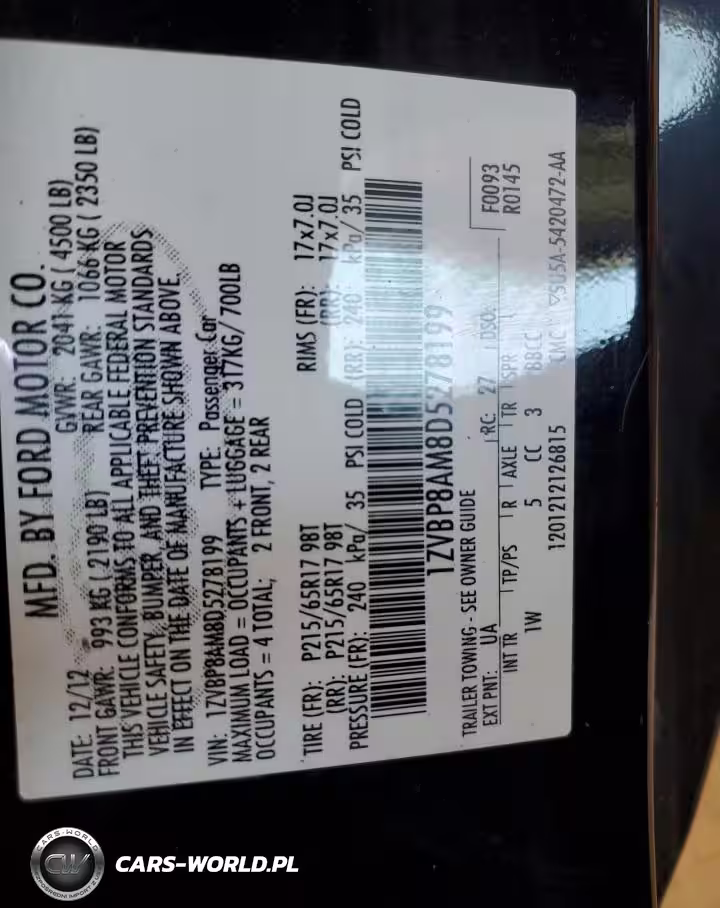 MFD. BY FORD MOTOR CO.
DATE: 12/12 GVWR: 2041 KG ( 4500 LB)
FRONT GAWR: 993 KG ( 2190 LB) REAR GAWR: 1066 KG ( 2350 LB)
THIS VEHICLE CONFORMS TO ALL APPLICABLE FEDERAL MOTOR
VEHICLE SAFETY, BUMPER, AND THEFT PREVENTION STANDARDS
IN EFFECT ON THE DATE OF MANUFACTURE SHOWN ABOVE.
VIN: 1ZVBP8AM8D5278199 TYPE: Passenger Car
MAXIMUM LOAD = OCCUPANTS + LUGGAGE = 317KG/ 700LB
OCCUPANTS = 4 TOTAL; 2 FRONT, 2 REAR
TIRE (FR): P215/65R17 98T RIMS (FR): 17x7.0J
(RR): P215/65R17 98T (RR): 17x7.0J
PRESSURE (FR): 240 kPa/ 35 PSI COLD (RR): 240 kPa/ 35 PSI COLD
1ZVBP8AM8D5278199
TRAILER TOWING - SEE OWNER GUIDE
EXT PNT: UA RC: 27 DSO: F0093
INT TR TP/PS R AXLE TR SPR R0145
1W 5 CC 3 BBCC
1201212126815 5U5A-5420472-AA
CARS-WORLD
CW
CARS-WORLD.PL